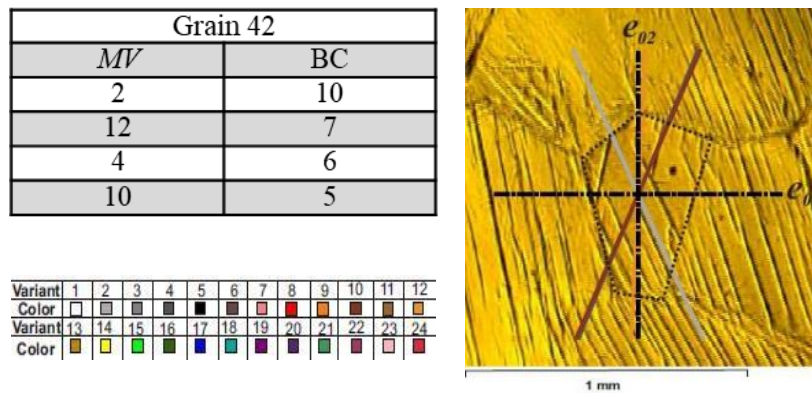 Grain 42
MV BC
2 10
12 7
4 6
10 5
Variant 1 2 3 4 5 6 7 8 9 10 11 12
Color
Variant 13 14 15 16 17 18 19 20 21 22 23 24
Color
e02
e0
1 mm